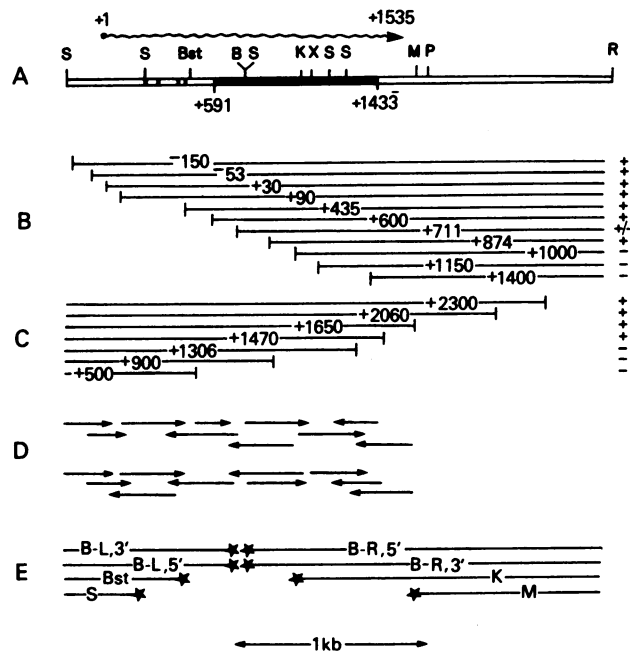 +1 +1535
S S Bst B S K X S S M P R
A
+591 +1433
B
-150 +
-53 +
+30 +
+90 +
+435 +
+600 +
+711 +/-
+874 +
+1000 -
+1150 -
+1400 -
C
+2300 +
+2060 +
+1650 +
+1470 +
+1306 -
+900 -
+500 -
D
E
B-L,3' B-R,5'
B-L,5' B-R,3'
Bst K
S M
1kb